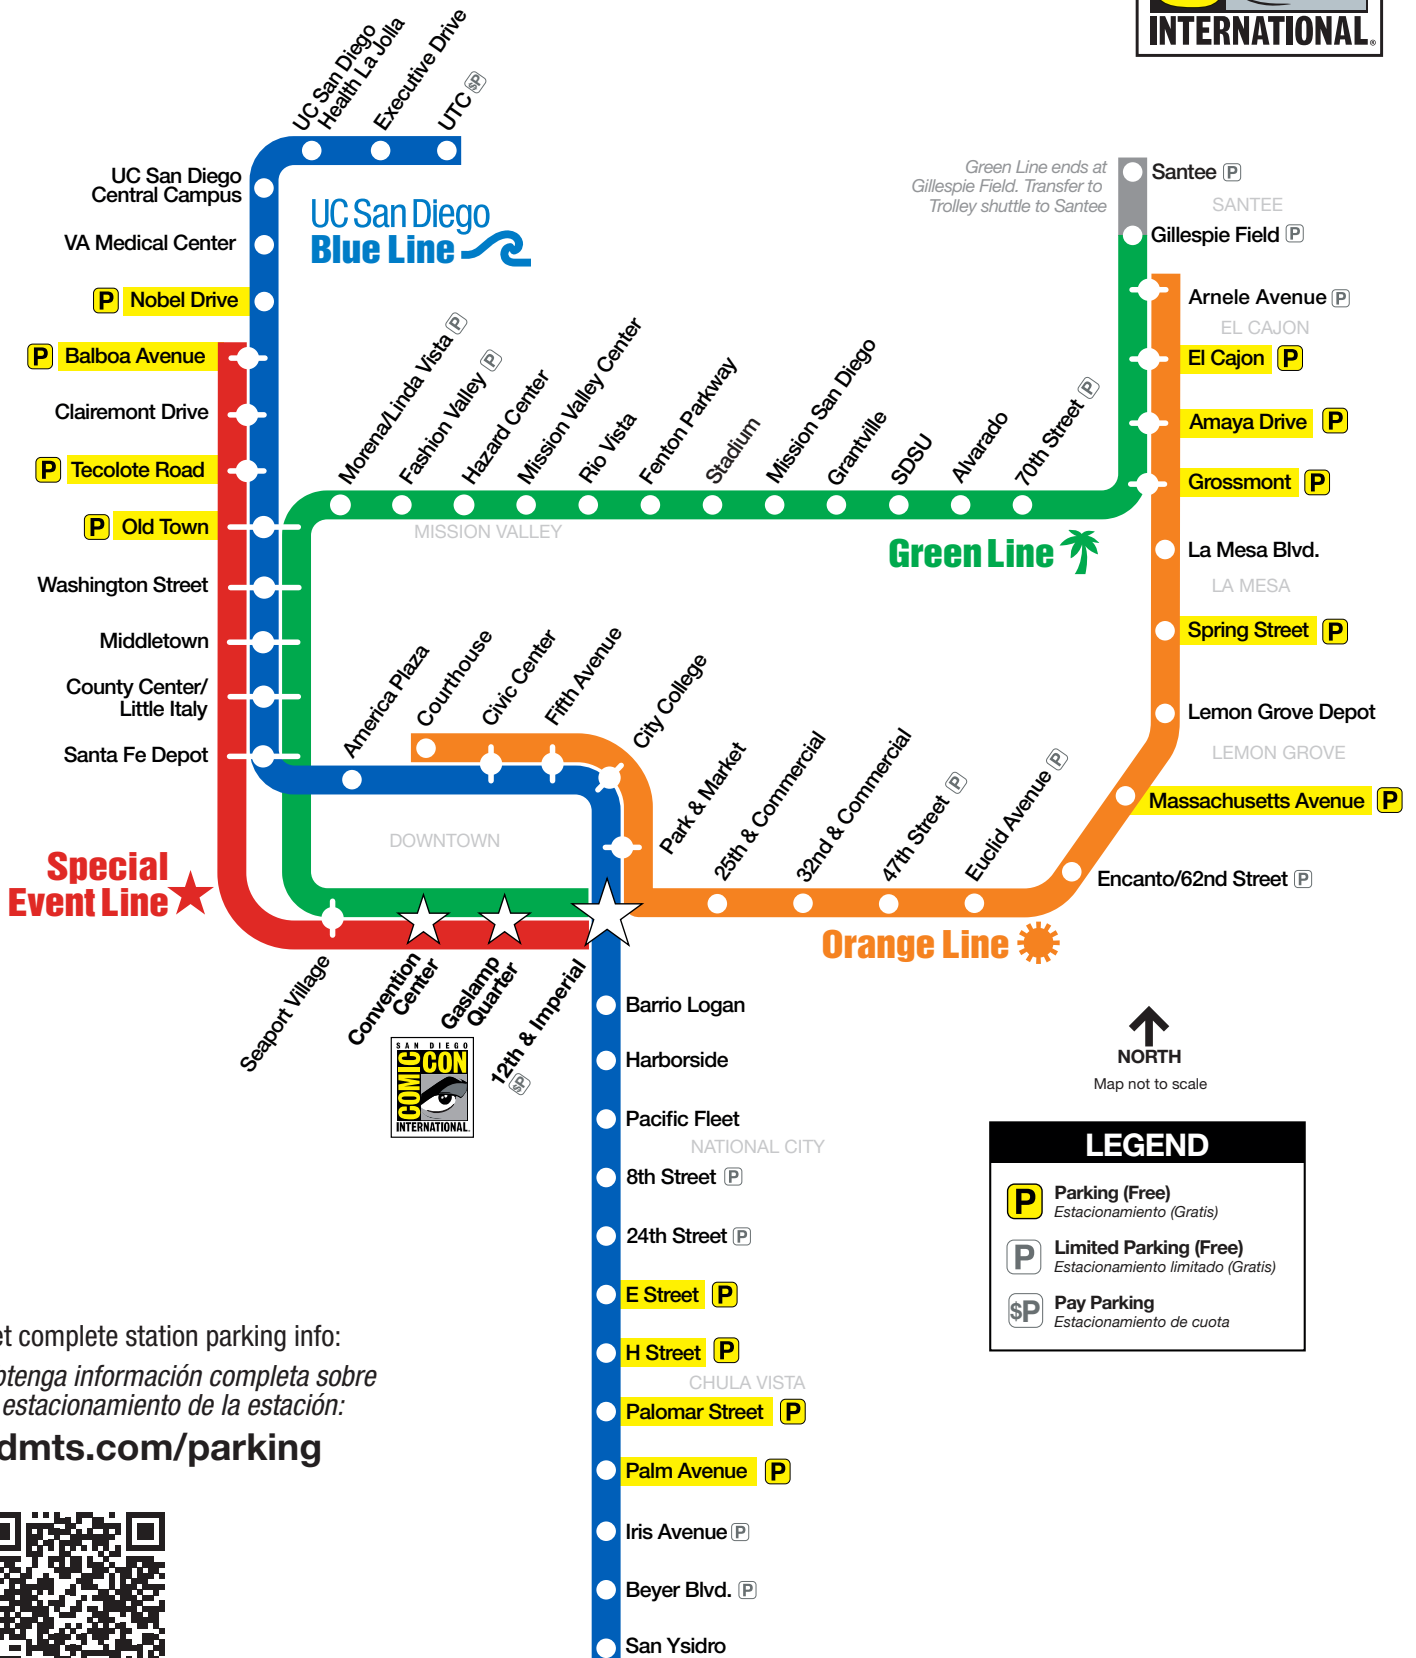 INTERNATIONAL®
UC San Diego
Health La Jolla
Executive Drive
UTC $P
UC San Diego
Central Campus
VA Medical Center
P Nobel Drive
P Balboa Avenue
Clairemont Drive
P Tecolote Road
P Old Town
Washington Street
Middletown
County Center/
Little Italy
Santa Fe Depot
UC San Diego
Blue Line
Green Line ends at
Gillespie Field. Transfer to
Trolley shuttle to Santee
Santee P
SANTEE
Gillespie Field P
Arnele Avenue P
EL CAJON
El Cajon P
Amaya Drive P
Grossmont P
La Mesa Blvd.
LA MESA
Spring Street P
Lemon Grove Depot
LEMON GROVE
Massachusetts Avenue P
Encanto/62nd Street P
Morena/Linda Vista P
Fashion Valley P
Hazard Center
Mission Valley Center
Rio Vista
Fenton Parkway
Stadium
Mission San Diego
Grantville
SDSU
Alvarado
70th Street P
MISSION VALLEY
Green Line
America Plaza
Courthouse
Civic Center
Fifth Avenue
City College
Park & Market
25th & Commercial
32nd & Commercial
47th Street P
Euclid Avenue P
DOWNTOWN
Special
Event Line
Orange Line
Seaport Village
Convention
Center
Gaslamp
Quarter
12th & Imperial
$P
SAN DIEGO
COMIC
CON
INTERNATIONAL
Barrio Logan
Harborside
Pacific Fleet
NATIONAL CITY
8th Street P
24th Street P
E Street P
H Street P
CHULA VISTA
Palomar Street P
Palm Avenue P
Iris Avenue P
Beyer Blvd. P
San Ysidro
NORTH
Map not to scale
LEGEND
P Parking (Free)
Estacionamiento (Gratis)
P Limited Parking (Free)
Estacionamiento limitado (Gratis)
$P Pay Parking
Estacionamiento de cuota
et complete station parking info:
otenga información completa sobre
estacionamiento de la estación:
dmts.com/parking